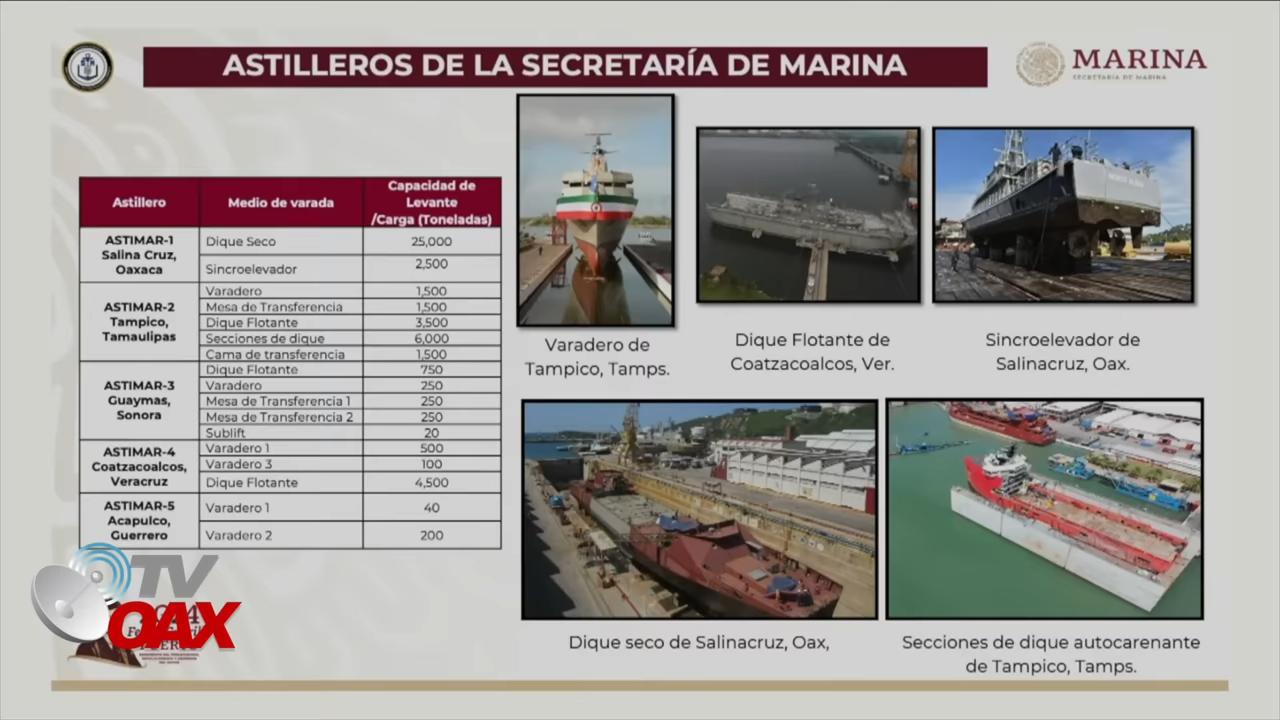 ASTILLEROS DE LA SECRETARÍA DE MARINA
MARINA
SECRETARÍA DE MARINA
Astillero Medio de varada Capacidad de Levante /Carga (Toneladas)
ASTIMAR-1 Salina Cruz, Oaxaca
Dique Seco 25,000
Sincroelevador 2,500
ASTIMAR-2 Tampico, Tamaulipas
Varadero 1,500
Mesa de Transferencia 1,500
Dique Flotante 3,500
Secciones de dique 6,000
Cama de transferencia 1,500
ASTIMAR-3 Guaymas, Sonora
Dique Flotante 750
Varadero 250
Mesa de Transferencia 1 250
Mesa de Transferencia 2 250
Sublift 20
ASTIMAR-4 Coatzacoalcos, Veracruz
Varadero 1 500
Varadero 3 100
Dique Flotante 4,500
ASTIMAR-5 Acapulco, Guerrero
Varadero 1 40
Varadero 2 200
Varadero de
Tampico, Tamps.
Dique Flotante de
Coatzacoalcos, Ver.
Sincroelevador de
Salinacruz, Oax.
Dique seco de Salinacruz, Oax,
Secciones de dique autocarenante
de Tampico, Tamps.
TV
OAX